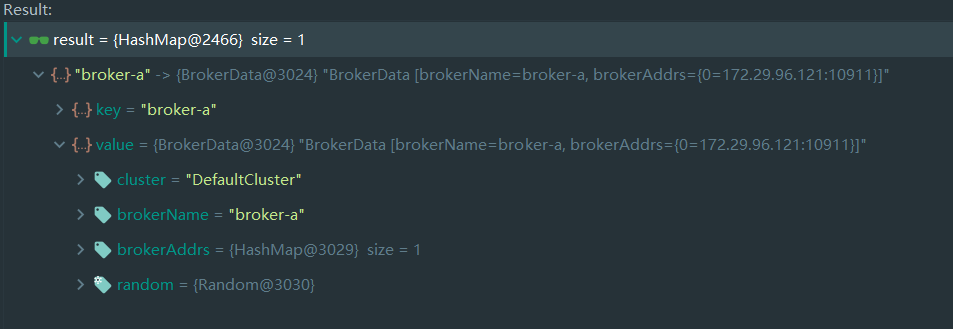 Result:
result = {HashMap@2466} size = 1
{...} "broker-a" -> {BrokerData@3024} "BrokerData [brokerName=broker-a, brokerAddrs={0=172.29.96.121:10911}]"
{...} key = "broker-a"
{...} value = {BrokerData@3024} "BrokerData [brokerName=broker-a, brokerAddrs={0=172.29.96.121:10911}]"
cluster = "DefaultCluster"
brokerName = "broker-a"
brokerAddrs = {HashMap@3029} size = 1
random = {Random@3030}